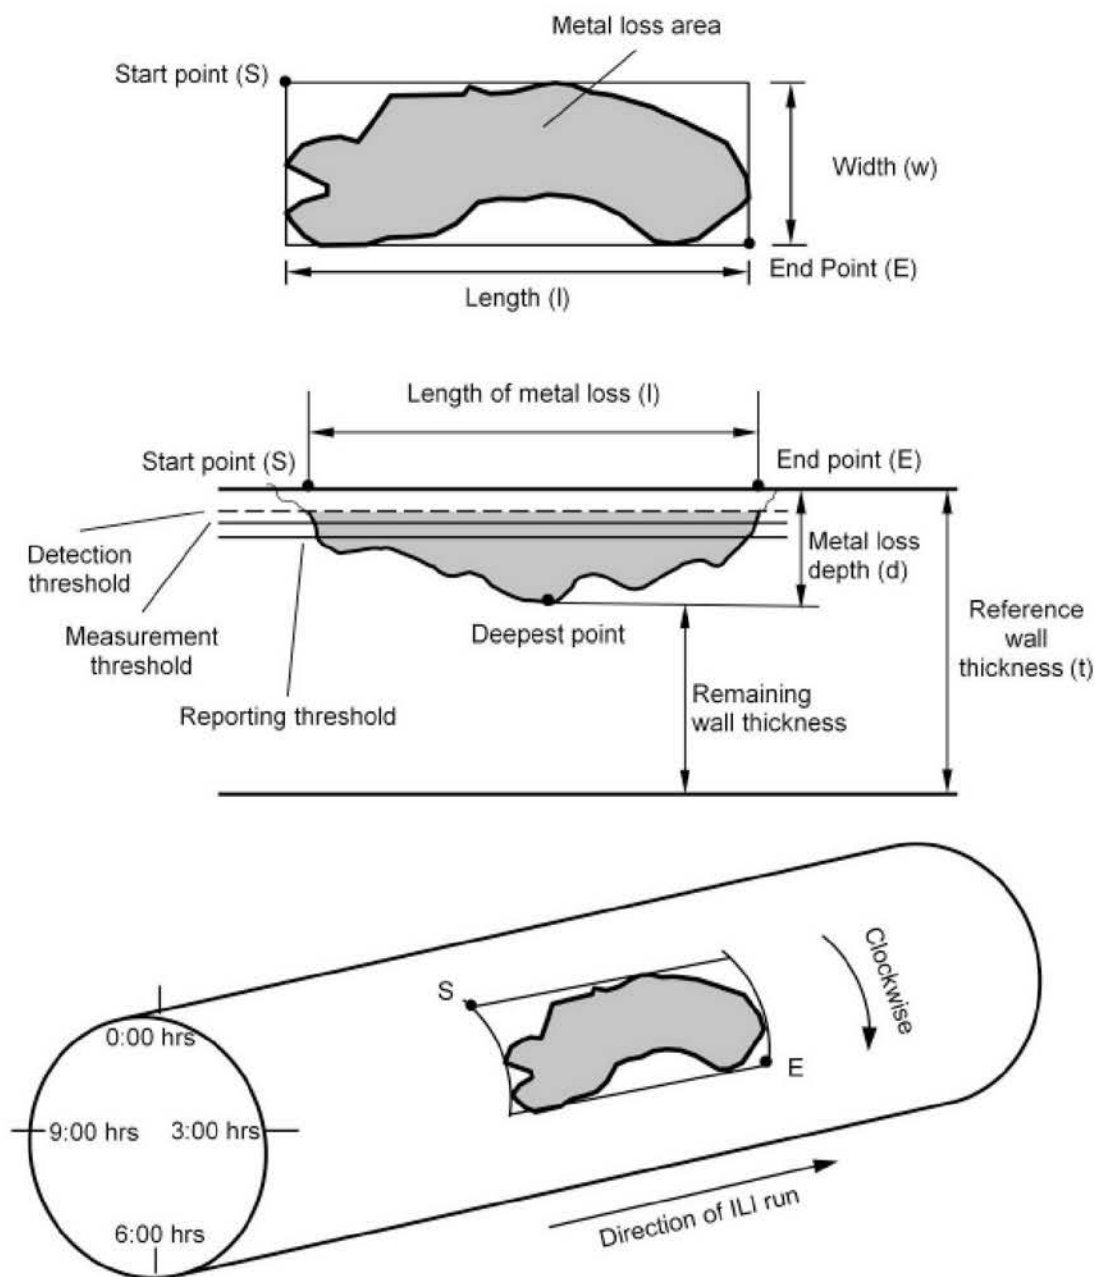 Metal loss area
Start point (S)
Width (w)
End Point (E)
Length (l)
Length of metal loss (l)
Start point (S)
End point (E)
Detection
threshold
Metal loss
depth (d)
Measurement
threshold
Deepest point
Reference
wall
thickness (t)
Reporting threshold
Remaining
wall thickness
S
Clockwise
0:00 hrs
E
9:00 hrs
3:00 hrs
6:00 hrs
Direction of ILI run